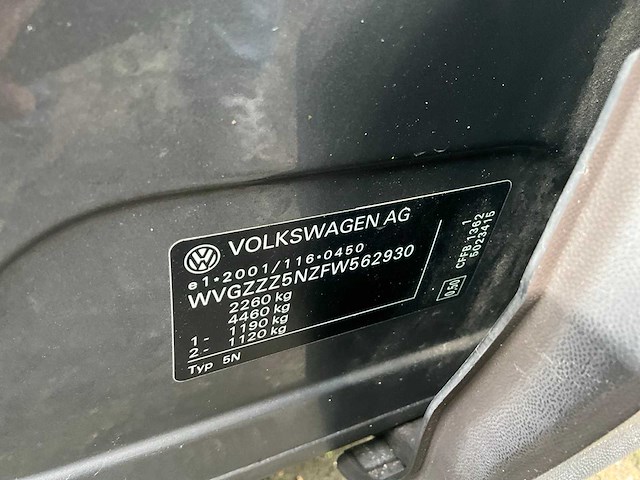 VOLKSWAGEN AG
e1*2001/116*0450
WVGZZZ5NZFW562930
2260 kg
4460 kg
1- 1190 kg
2- 1120 kg
Typ 5N
0.50
1
CFFB 1362
5023415